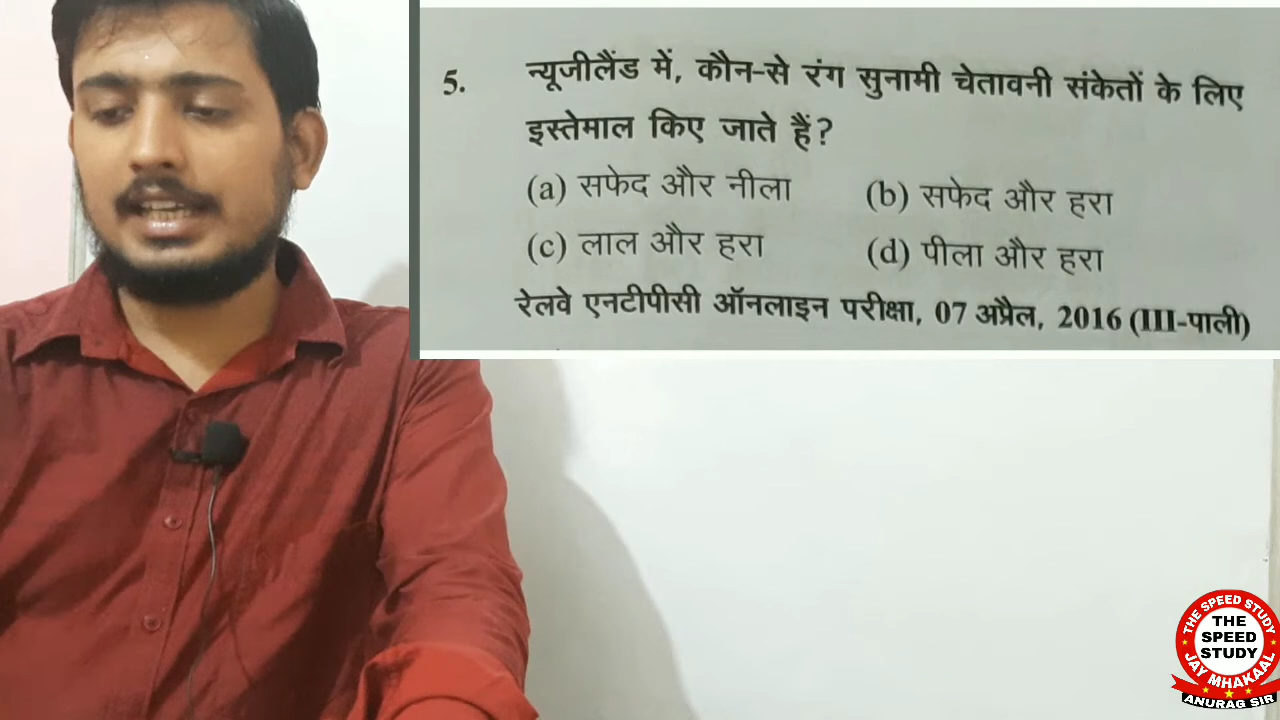 5. न्यूजीलैंड में, कौन-से रंग सुनामी चेतावनी संकेतों के लिए
इस्तेमाल किए जाते हैं?
(a) सफेद और नीला (b) सफेद और हरा
(c) लाल और हरा (d) पीला और हरा
रेलवे एनटीपीसी ऑनलाइन परीक्षा, 07 अप्रैल, 2016 (III-पाली)
THE SPEED STUDY
THE
SPEED
STUDY
JAY MHAKAAL
ANURAG SIR